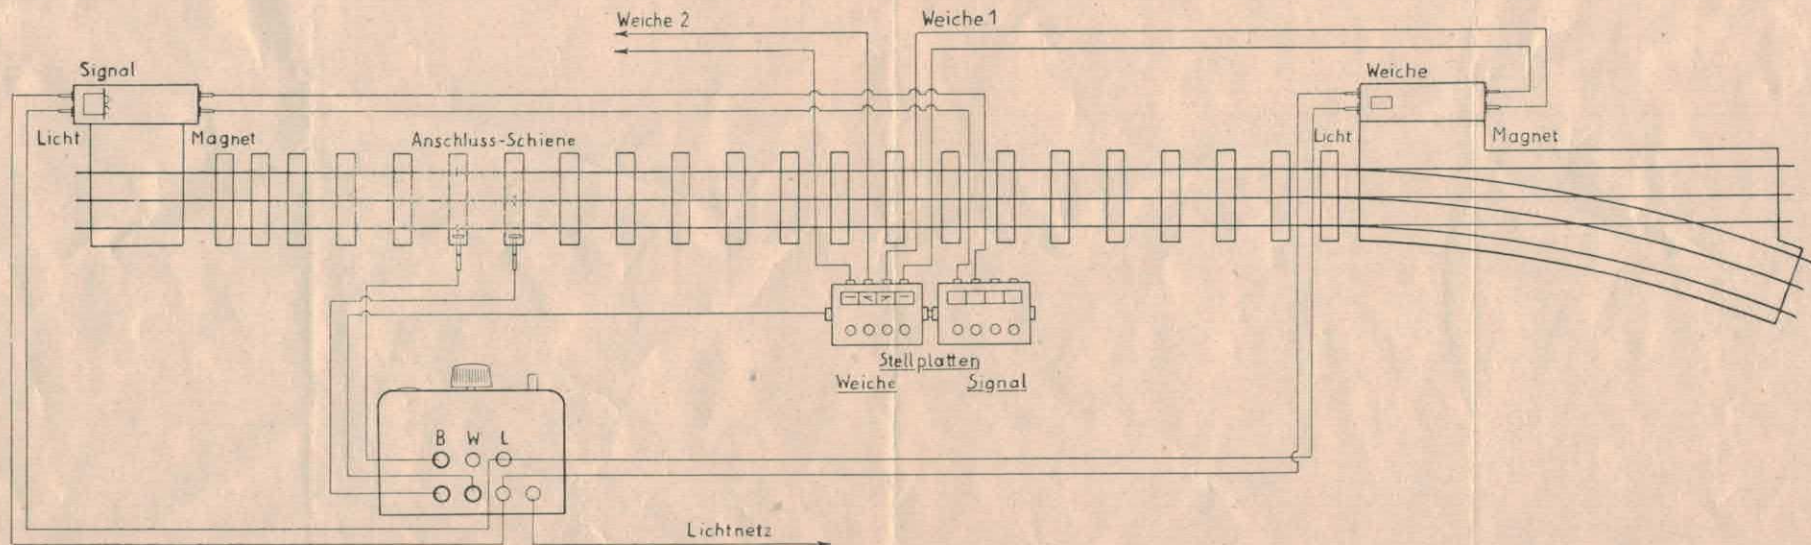 Weiche 2
Weiche 1
Signal
Weiche
Licht
Magnet
Anschluss-Schiene
Licht
Magnet
Stellplatten
Weiche
Signal
B W L
Lichtnetz